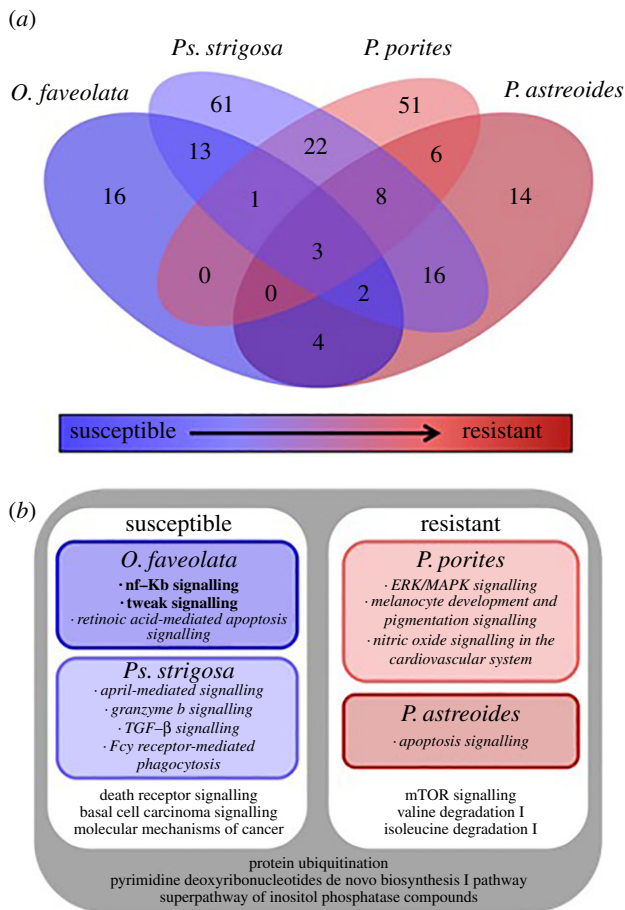 (a)
Ps. strigosa
P. porites
O. faveolata
P. astreoides
61
51
13
22
6
16
1
8
14
3
0
0
2
16
4
susceptible
resistant
(b)
susceptible
O. faveolata
· nf–Kb signalling
· tweak signalling
· retinoic acid-mediated apoptosis
signalling
Ps. strigosa
· april-mediated signalling
· granzyme b signalling
· TGF–β signalling
· Fcy receptor-mediated
phagocytosis
death receptor signalling
basal cell carcinoma signalling
molecular mechanisms of cancer
resistant
P. porites
· ERK/MAPK signalling
· melanocyte development and
pigmentation signalling
· nitric oxide signalling in the
cardiovascular system
P. astreoides
· apoptosis signalling
mTOR signalling
valine degradation I
isoleucine degradation I
protein ubiquitination
pyrimidine deoxyribonucleotides de novo biosynthesis I pathway
superpathway of inositol phosphatase compounds